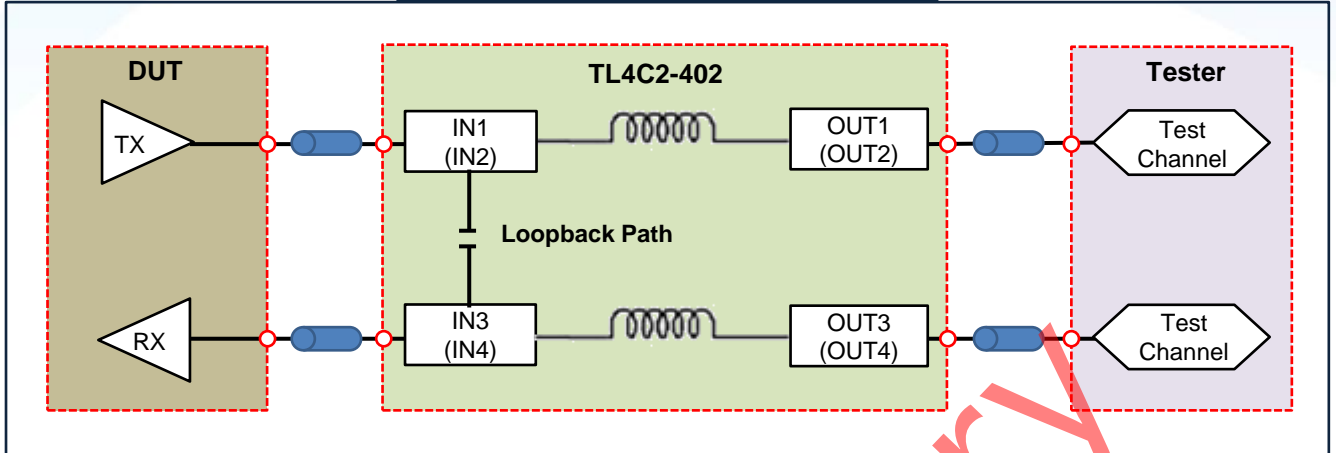 DUT
TL4C2-402
Tester
TX
IN1
(IN2)
OUT1
(OUT2)
Test
Channel
Loopback Path
RX
IN3
(IN4)
OUT3
(OUT4)
Test
Channel
ry